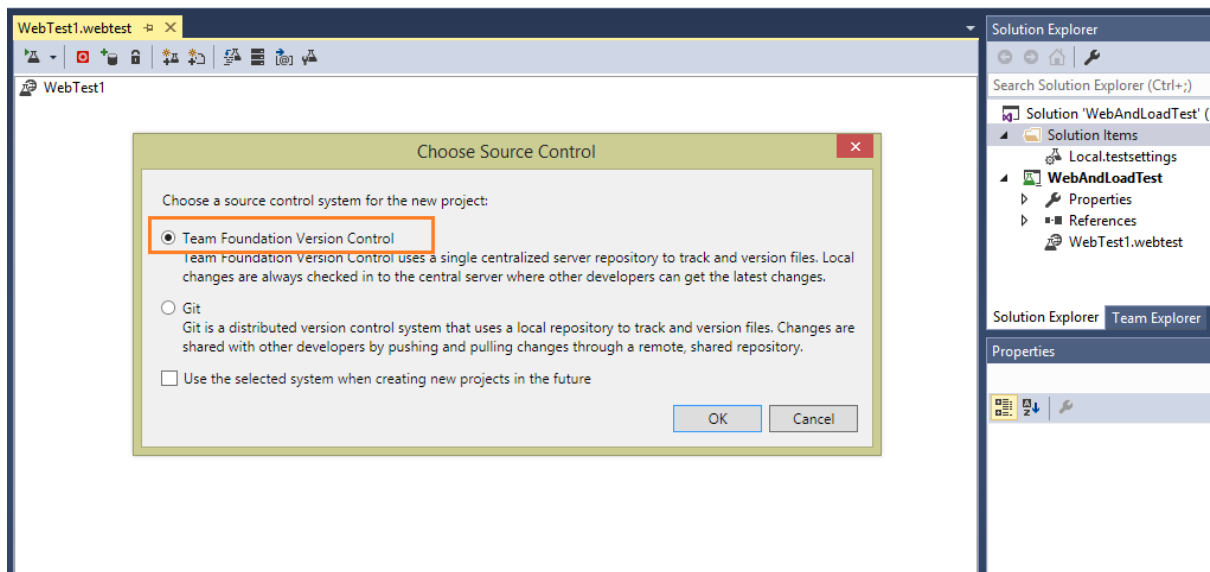 WebTest1.webtest
WebTest1
Choose Source Control
Choose a source control system for the new project:
Team Foundation Version Control
Team Foundation Version Control uses a single centralized server repository to track and version files. Local
changes are always checked in to the central server where other developers can get the latest changes.
Git
Git is a distributed version control system that uses a local repository to track and version files. Changes are
shared with other developers by pushing and pulling changes through a remote, shared repository.
Use the selected system when creating new projects in the future
OK Cancel
Solution Explorer
Search Solution Explorer (Ctrl+;)
Solution 'WebAndLoadTest' (
Solution Items
Local.testsettings
WebAndLoadTest
Properties
References
WebTest1.webtest
Solution Explorer Team Explorer
Properties